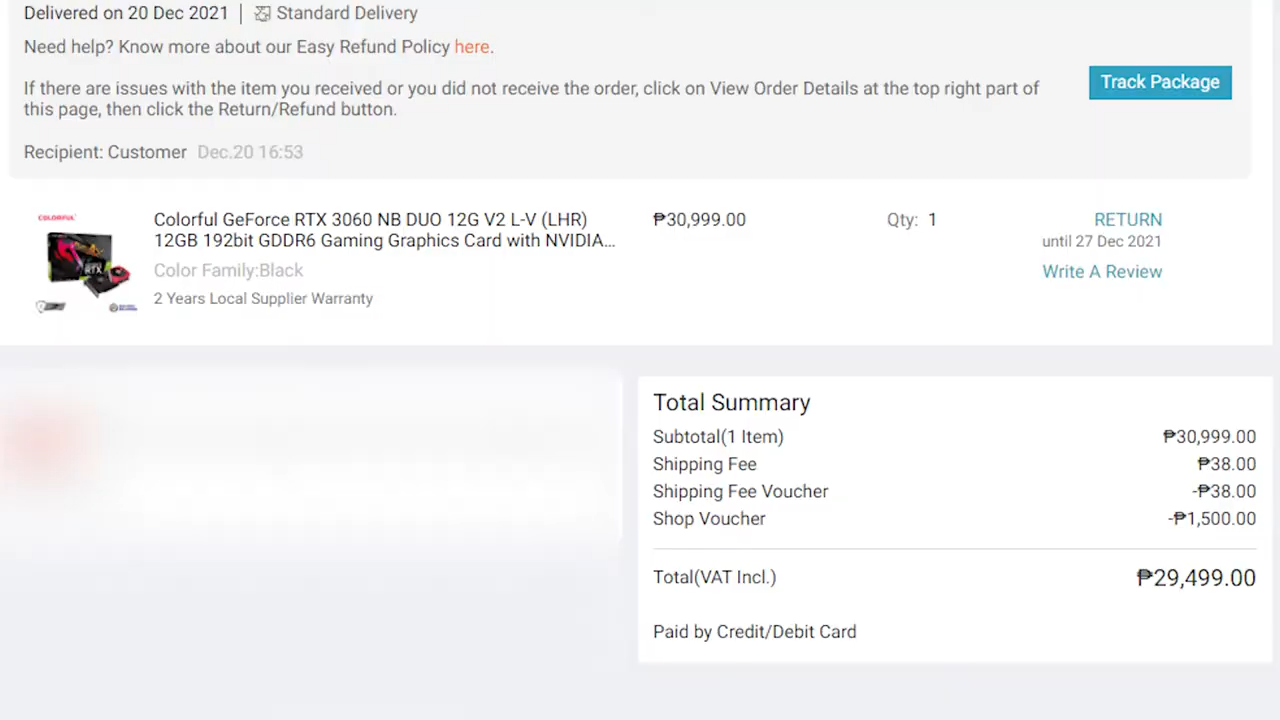 Delivered on 20 Dec 2021 | Standard Delivery
Need help? Know more about our Easy Refund Policy here.
If there are issues with the item you received or you did not receive the order, click on View Order Details at the top right part of
this page, then click the Return/Refund button.
Track Package
Recipient: Customer Dec.20 16:53
COLORFUL
RTX
Colorful GeForce RTX 3060 NB DUO 12G V2 L-V (LHR)
12GB 192bit GDDR6 Gaming Graphics Card with NVIDIA...
Color Family:Black
2 Years Local Supplier Warranty
₱30,999.00
Qty: 1
RETURN
until 27 Dec 2021
Write A Review
Total Summary
Subtotal(1 Item) ₱30,999.00
Shipping Fee ₱38.00
Shipping Fee Voucher -₱38.00
Shop Voucher -₱1,500.00
Total(VAT Incl.) ₱29,499.00
Paid by Credit/Debit Card